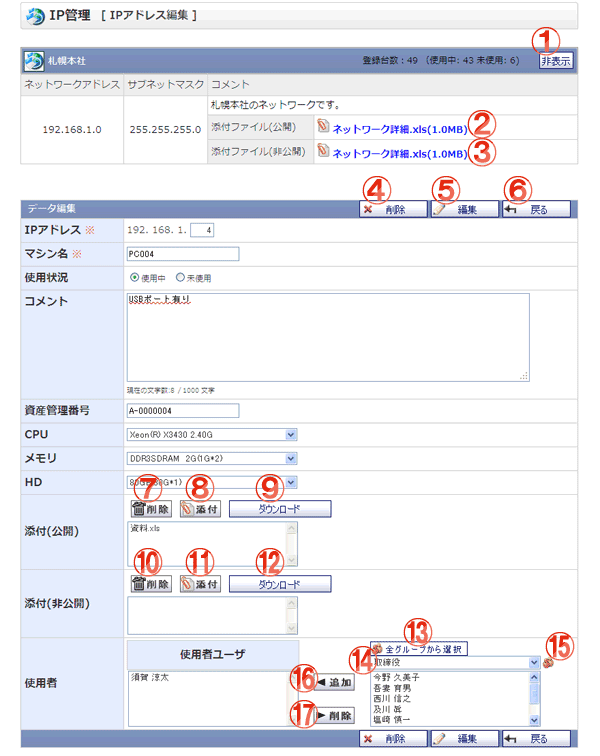 IP管理 [ IPアドレス編集 ]
①
札幌本社 登録台数：49 (使用中: 43 未使用: 6) 非表示
ネットワークアドレス サブネットマスク コメント
札幌本社のネットワークです。
192.168.1.0 255.255.255.0 添付ファイル(公開) ネットワーク詳細.xls(1.0MB) ②
添付ファイル(非公開) ネットワーク詳細.xls(1.0MB) ③
④ ⑤ ⑥
データ編集 削除 編集 戻る
IPアドレス ※ 192. 168. 1. 4
マシン名 ※ PC004
使用状況 使用中 未使用
コメント USBポート有り
現在の文字数:8 / 1000 文字
資産管理番号 A-0000004
CPU Xeon(R) X3430 2.40G
メモリ DDR3SDRAM 2G(1G*2)
HD
⑦ ⑧ ⑨
削除 添付 ダウンロード
添付(公開) 資料.xls
⑩ ⑪ ⑫
削除 添付 ダウンロード
添付(非公開)
⑬
使用者ユーザ 全グループから選択
⑭ 取締役 ⑮
使用者 須賀 淳太 ⑯ 追加 今野 久美子
吾妻 育男
西川 信之
⑰ 削除 及川 眞
塩崎 慎一
削除 編集 戻る